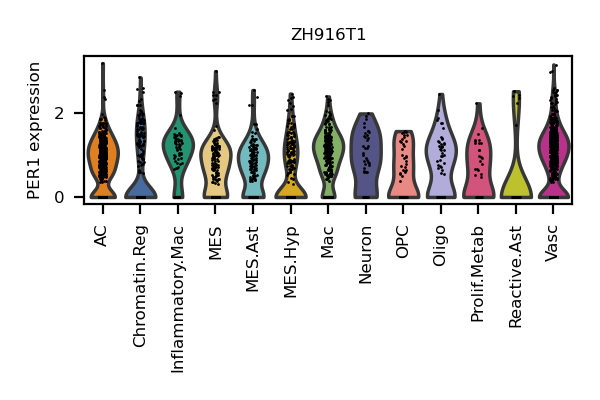 ZH916T1
PER1 expression
2
0
AC
Chromatin.Reg
Inflammatory.Mac
MES
MES.Ast
MES.Hyp
Mac
Neuron
OPC
Oligo
Prolif.Metab
Reactive.Ast
Vasc